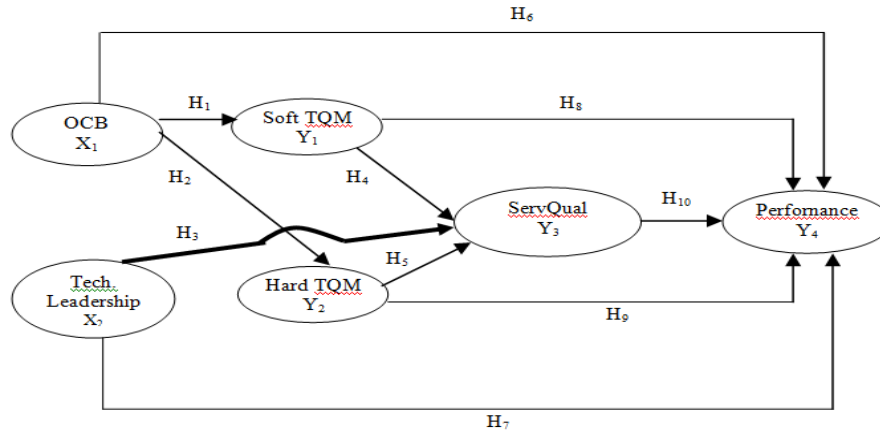 H6
OCB
X1
H1
Soft TQM
Y1
H8
H2
H4
ServQual
Y3
H10
Perfornance
Y4
H3
H5
Tech.
Leadership
X2
Hard TQM
Y2
H9
H7